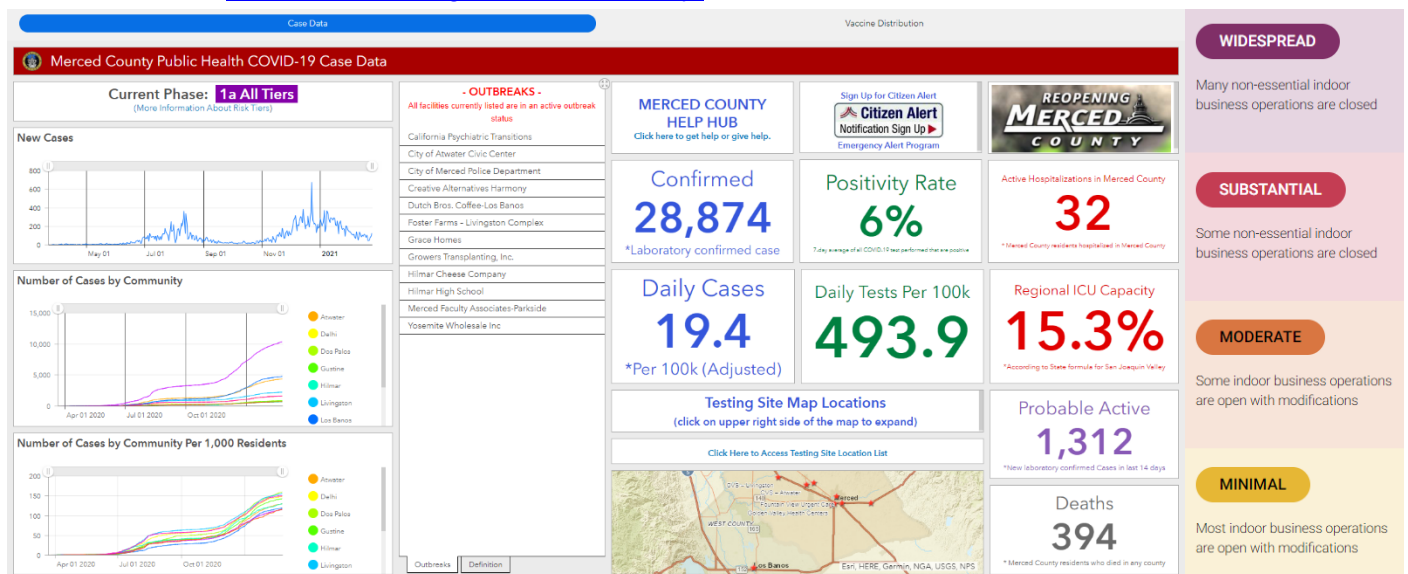 Case Data
Vaccine Distribution
Merced County Public Health COVID-19 Case Data
Current Phase: 1a All Tiers
(More Information About Risk Tiers)
New Cases
800
600
400
200
0
May 01
Jul 01
Sep 01
Nov 01
2021
Number of Cases by Community
15,000
10,000
5,000
0
Apr 01 2020
Jul 01 2020
Oct 01 2020
Atwater
Delhi
Dos Palos
Gustine
Hilmar
Livingston
Los Banos
Number of Cases by Community Per 1,000 Residents
200
150
100
50
0
Apr 01 2020
Jul 01 2020
Oct 01 2020
Atwater
Delhi
Dos Palos
Gustine
Hilmar
Livingston
- OUTBREAKS -
All facilities currently listed are in an active outbreak
status
California Psychiatric Transitions
City of Atwater Civic Center
City of Merced Police Department
Creative Alternatives Harmony
Dutch Bros. Coffee-Los Banos
Foster Farms - Livingston Complex
Grace Homes
Growers Transplanting, Inc.
Hilmar Cheese Company
Hilmar High School
Merced Faculty Associates-Parkside
Yosemite Wholesale Inc
Outbreaks
Definition
MERCED COUNTY
HELP HUB
Click here to get help or give help.
Sign Up for Citizen Alert
Citizen Alert
Notification Sign Up
Emergency Alert Program
REOPENING
MERCED
COUNTY
Confirmed
28,874
*Laboratory confirmed case
Positivity Rate
6%
7 day average of all COVID-19 test performed that are positive
Active Hospitalizations in Merced County
32
* Merced County residents hospitalized in Merced County
Daily Cases
19.4
*Per 100k (Adjusted)
Daily Tests Per 100k
493.9
Regional ICU Capacity
15.3%
*According to State formula for San Joaquin Valley
Testing Site Map Locations
(click on upper right side of the map to expand)
Click Here to Access Testing Site Location List
CVS - Livingston
CVS - Atwater
Fountain View Urgent Care
Golden Valley Health Centers
Merced
WEST COUNTY
Los Banos
Esri, HERE, Garmin, NGA, USGS, NPS
Probable Active
1,312
*New laboratory confirmed Cases in last 14 days
Deaths
394
* Merced County residents who died in any county
WIDESPREAD
Many non-essential indoor
business operations are closed
SUBSTANTIAL
Some non-essential indoor
business operations are closed
MODERATE
Some indoor business operations
are open with modifications
MINIMAL
Most indoor business operations
are open with modifications